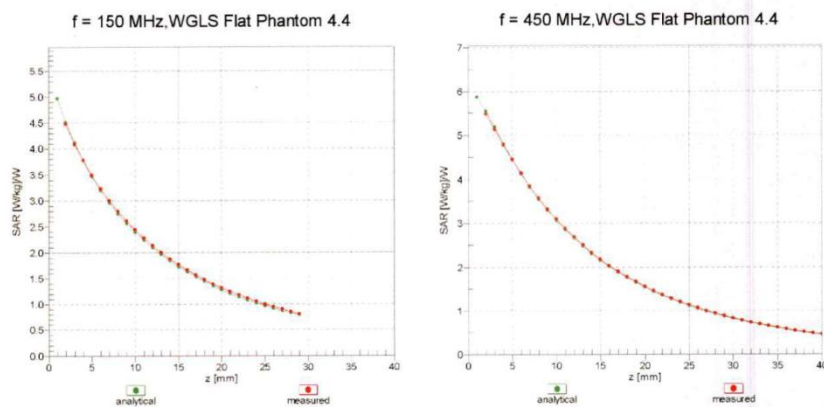 f = 150 MHz,WGLS Flat Phantom 4.4
5.5
5.0
4.5
4.0
3.5
3.0
2.5
2.0
1.5
1.0
0.5
0.0
SAR [W/kg]/W
0 5 10 15 20 25 30 35 40
z [mm]
analytical measured
f = 450 MHz,WGLS Flat Phantom 4.4
7
6
5
4
3
2
1
0
SAR [W/kg]/W
0 5 10 15 20 25 30 35 40
z [mm]
analytical measured